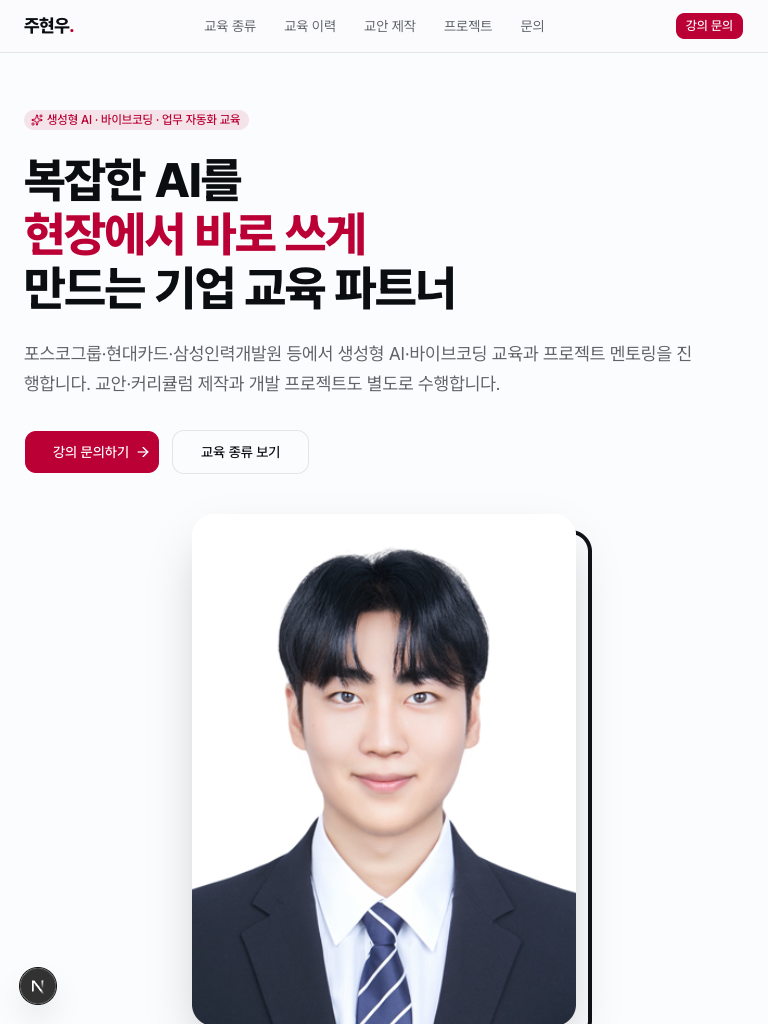 주현우.
교육 종류
교육 이력
교안 제작
프로젝트
문의
강의 문의
생성형 AI · 바이브코딩 · 업무 자동화 교육
복잡한 AI를
현장에서 바로 쓰게
만드는 기업 교육 파트너
포스코그룹·현대카드·삼성인력개발원 등에서 생성형 AI·바이브코딩 교육과 프로젝트 멘토링을 진
행합니다. 교안·커리큘럼 제작과 개발 프로젝트도 별도로 수행합니다.
강의 문의하기
교육 종류 보기
N